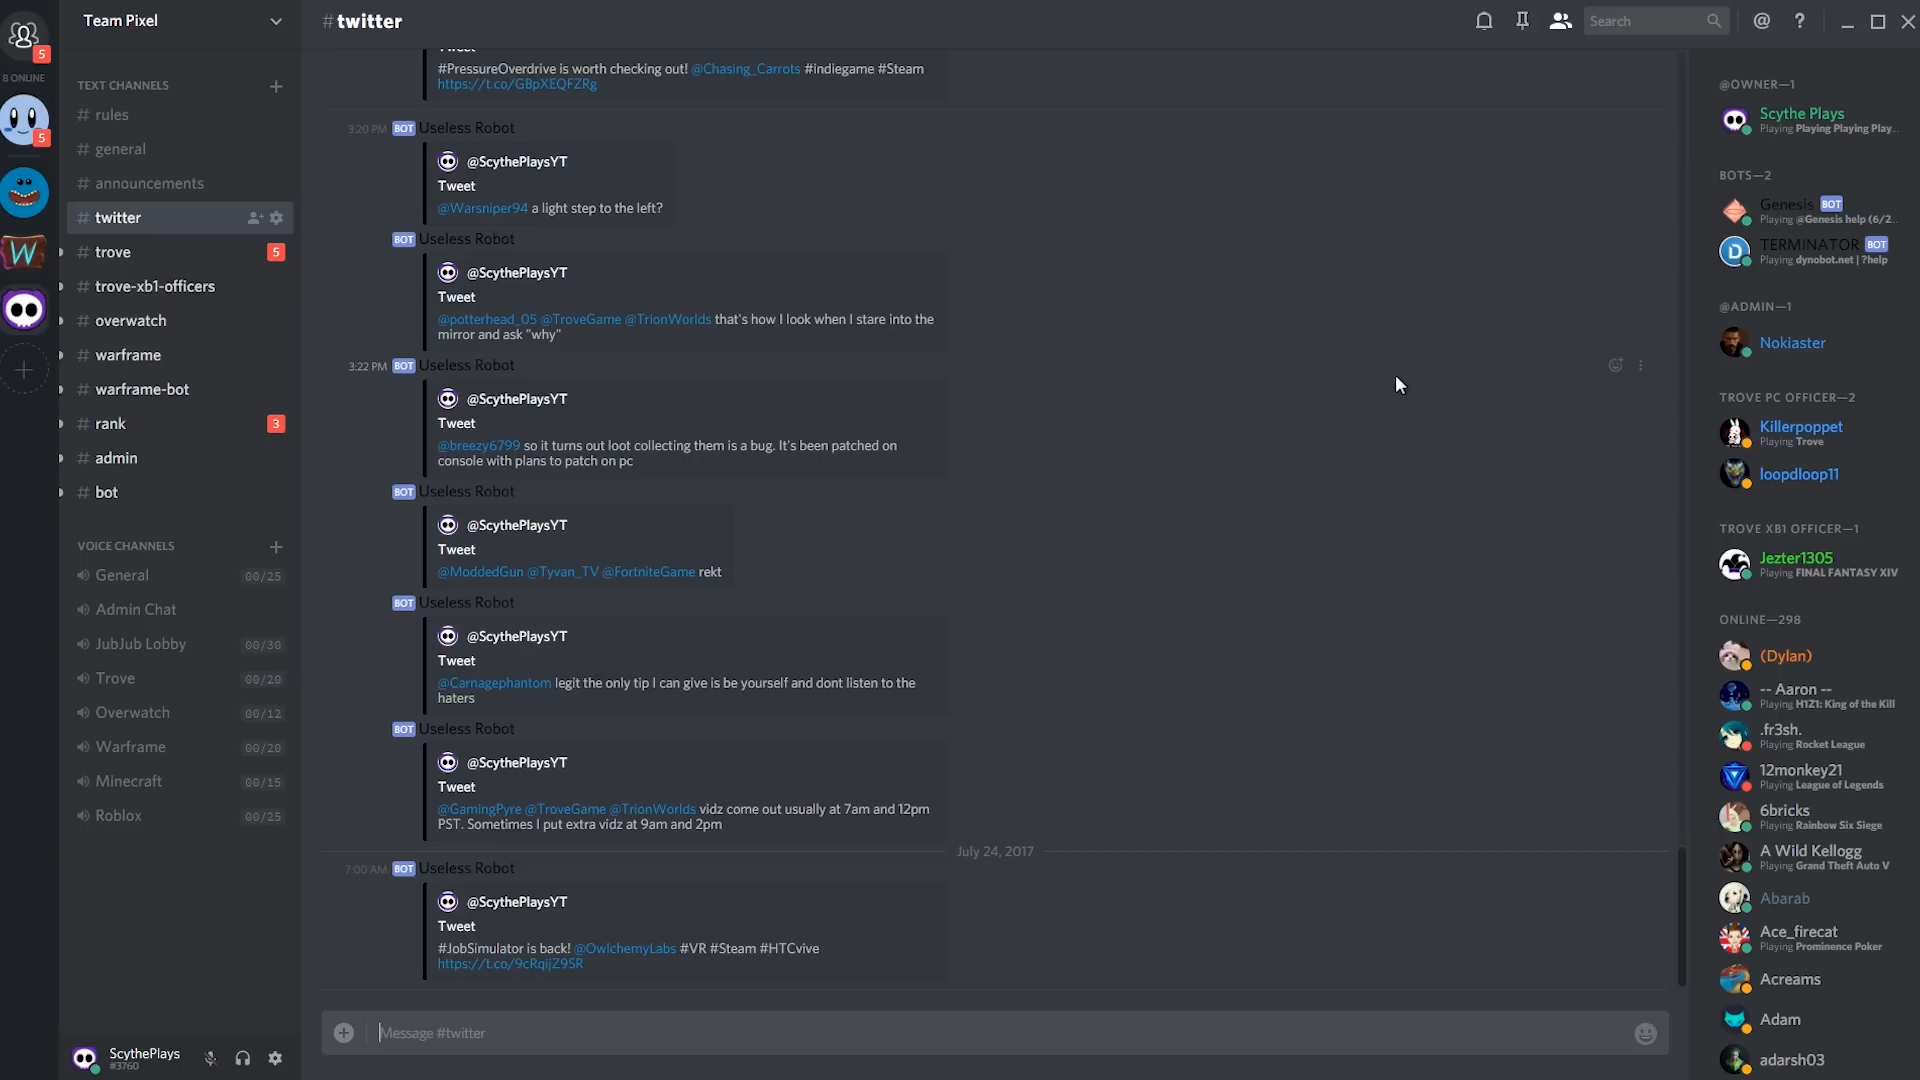 5
8 ONLINE
5
W
Team Pixel
TEXT CHANNELS
# rules
# general
# announcements
# twitter
# trove 5
# trove-xb1-officers
# overwatch
# warframe
# warframe-bot
# rank 3
# admin
# bot
VOICE CHANNELS
General 00/25
Admin Chat
JubJub Lobby 00/30
Trove 00/20
Overwatch 00/12
Warframe 00/20
Minecraft 00/15
Roblox 00/25
ScythePlays
#3760
#twitter
Search
@ ?
Tweet
#PressureOverdrive is worth checking out! @Chasing_Carrots #indiegame #Steam
https://t.co/GBpXEQFZRg
3:20 PM BOT Useless Robot
@ScythePlaysYT
Tweet
@Warsniper94 a light step to the left?
BOT Useless Robot
@ScythePlaysYT
Tweet
@potterhead_05 @TroveGame @TrionWorlds that's how I look when I stare into the
mirror and ask "why"
3:22 PM BOT Useless Robot
@ScythePlaysYT
Tweet
@breezy6799 so it turns out loot collecting them is a bug. It's been patched on
console with plans to patch on pc
BOT Useless Robot
@ScythePlaysYT
Tweet
@ModdedGun @Tyvan_TV @FortniteGame rekt
BOT Useless Robot
@ScythePlaysYT
Tweet
@Carnagephantom legit the only tip I can give is be yourself and dont listen to the
haters
BOT Useless Robot
@ScythePlaysYT
Tweet
@GamingPyre @TroveGame @TrionWorlds vidz come out usually at 7am and 12pm
PST. Sometimes I put extra vidz at 9am and 2pm
July 24, 2017
7:00 AM BOT Useless Robot
@ScythePlaysYT
Tweet
#JobSimulator is back! @OwlchemyLabs #VR #Steam #HTCvive
https://t.co/9cRqijZ9SR
Message #twitter
@OWNER—1
Scythe Plays
Playing Playing Playing Play...
BOTS—2
Genesis BOT
Playing @Genesis help (6/2...
TERMINATOR BOT
Playing dynobot.net | ?help
@ADMIN—1
Nokiaster
TROVE PC OFFICER—2
Killerpoppet
Playing Trove
loopdloop11
TROVE XB1 OFFICER—1
Jezter1305
Playing FINAL FANTASY XIV
ONLINE—298
(Dylan)
-- Aaron --
Playing H1Z1: King of the Kill
.fr3sh.
Playing Rocket League
12monkey21
Playing League of Legends
6bricks
Playing Rainbow Six Siege
A Wild Kellogg
Playing Grand Theft Auto V
Abarab
Ace_firecat
Playing Prominence Poker
Acreams
Adam
adarsh03